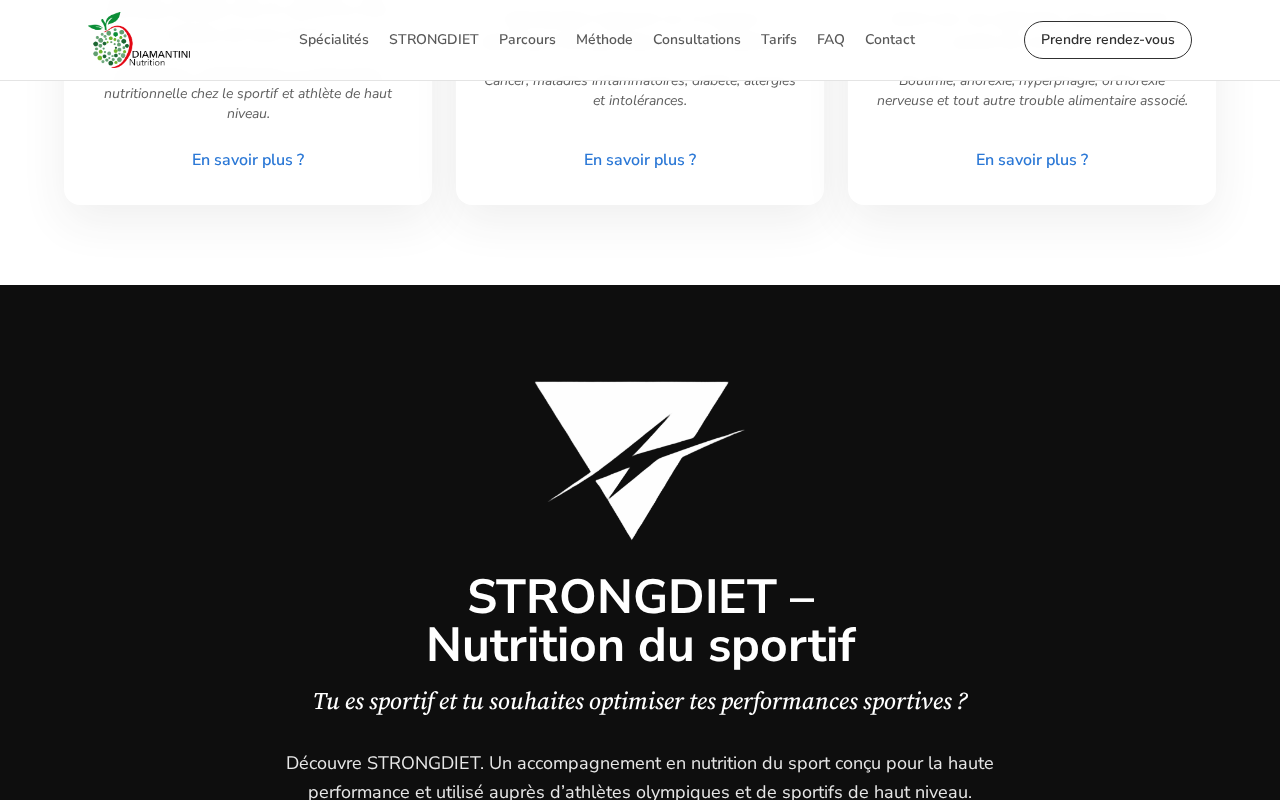 DIAMANTINI
Nutrition
Spécialités STRONGDIET Parcours Méthode Consultations Tarifs FAQ Contact
Prendre rendez-vous
nutritionnelle chez le sportif et athlète de haut
niveau.
En savoir plus ?
Cancer, maladies inflammatoires, diabète, allergies
et intolérances.
En savoir plus ?
Boulimie, anorexie, hyperphagie, orthorexie
nerveuse et tout autre trouble alimentaire associé.
En savoir plus ?
STRONGDIET –
Nutrition du sportif
Tu es sportif et tu souhaites optimiser tes performances sportives ?
Découvre STRONGDIET. Un accompagnement en nutrition du sport conçu pour la haute
performance et utilisé auprès d’athlètes olympiques et de sportifs de haut niveau.